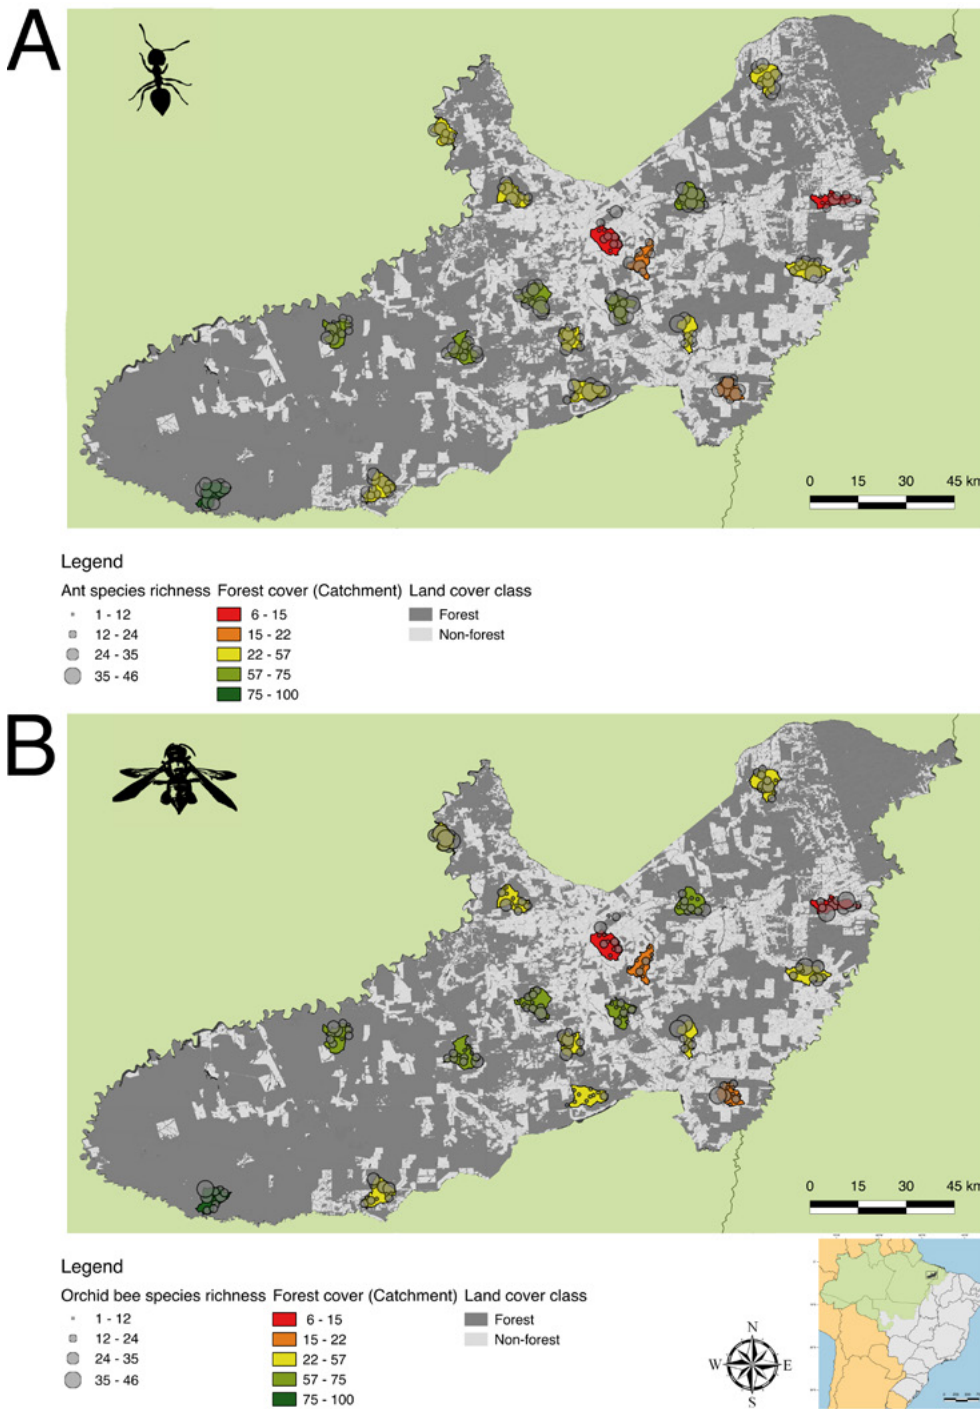 A
0 15 30 45 km
Legend
Ant species richness Forest cover (Catchment) Land cover class
1 - 12 6 - 15 Forest
12 - 24 15 - 22 Non-forest
24 - 35 22 - 57
35 - 46 57 - 75
75 - 100
B
0 15 30 45 km
Legend
Orchid bee species richness Forest cover (Catchment) Land cover class
1 - 12 6 - 15 Forest
12 - 24 15 - 22 Non-forest
24 - 35 22 - 57
35 - 46 57 - 75
75 - 100
N
W E
S